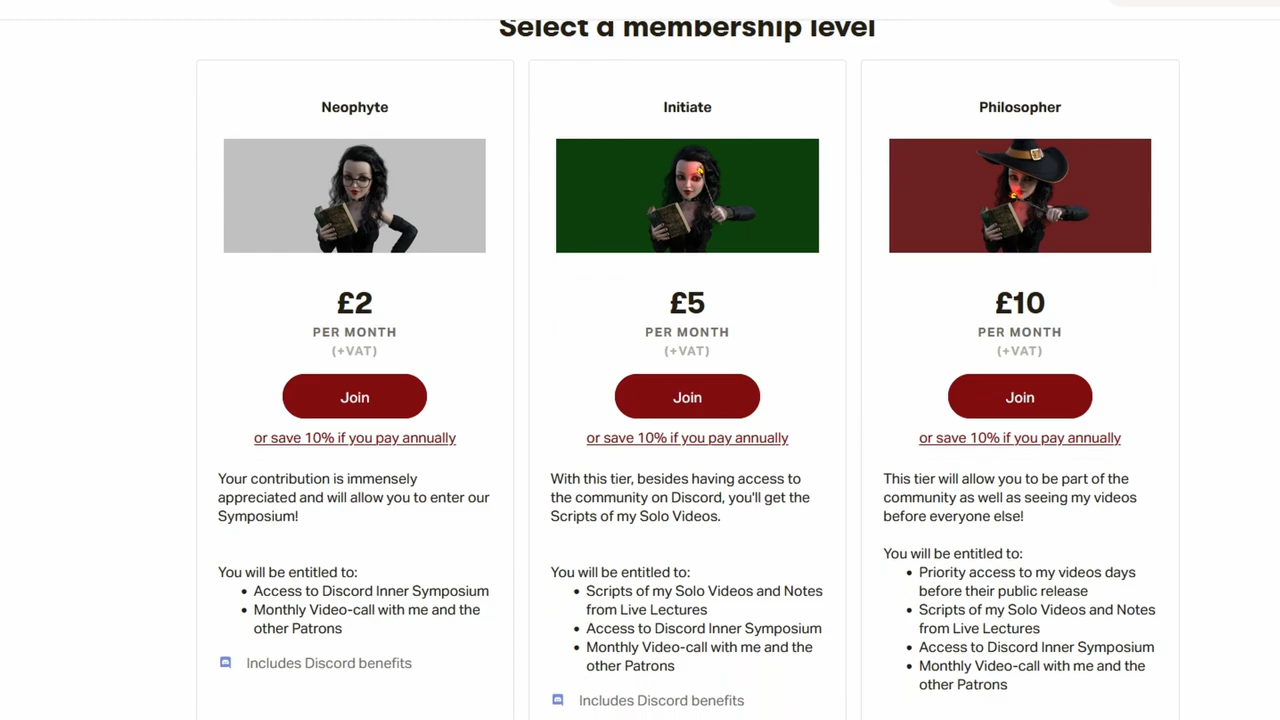 Select a membership level
Neophyte
£2
PER MONTH
(+VAT)
Join
or save 10% if you pay annually
Your contribution is immensely
appreciated and will allow you to enter our
Symposium!
You will be entitled to:
• Access to Discord Inner Symposium
• Monthly Video-call with me and the
other Patrons
Includes Discord benefits
Initiate
£5
PER MONTH
(+VAT)
Join
or save 10% if you pay annually
With this tier, besides having access to
the community on Discord, you'll get the
Scripts of my Solo Videos.
You will be entitled to:
• Scripts of my Solo Videos and Notes
from Live Lectures
• Access to Discord Inner Symposium
• Monthly Video-call with me and the
other Patrons
Includes Discord benefits
Philosopher
£10
PER MONTH
(+VAT)
Join
or save 10% if you pay annually
This tier will allow you to be part of the
community as well as seeing my videos
before everyone else!
You will be entitled to:
• Priority access to my videos days
before their public release
• Scripts of my Solo Videos and Notes
from Live Lectures
• Access to Discord Inner Symposium
• Monthly Video-call with me and the
other Patrons